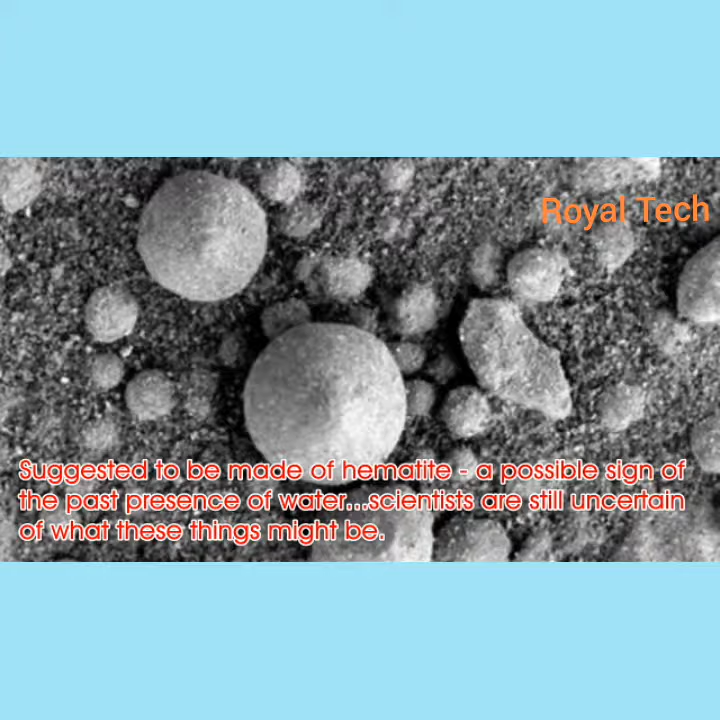 Royal Tech
Suggested to be made of hematite - a possible sign of
the past presence of water...scientists are still uncertain
of what these things might be.